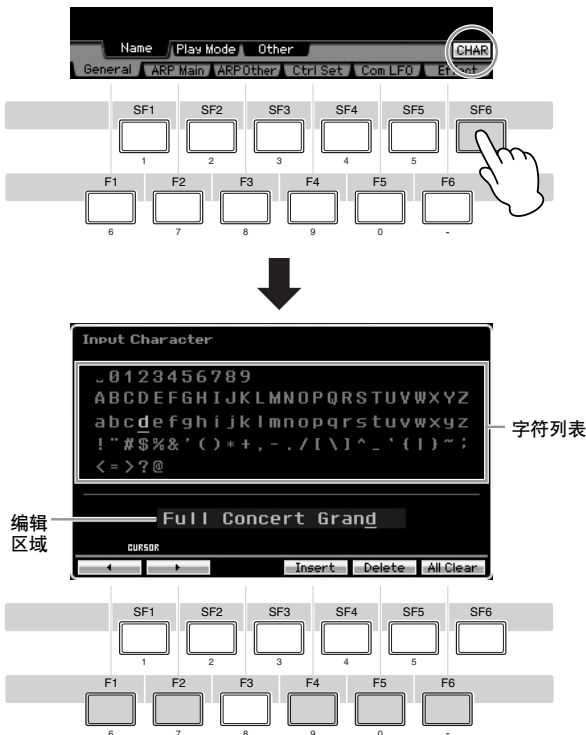 Name Play Mode Other CHAR
General ARP Main ARP Other Ctrl Set Com LFO Effect
SF1 SF2 SF3 SF4 SF5 SF6
1 2 3 4 5
F1 F2 F3 F4 F5 F6
6 7 8 9 0 -
Input Character
␣0123456789
ABCDEFGHIJKLMNOPQRSTUVWXYZ
abcdefghijklmnopqrstuvwxyz
!"#$%&'()*+,-./[\]^_`{|}~;
<=>?@
字符列表
编辑
区域
Full Concert Grand
CURSOR
Insert Delete All Clear
SF1 SF2 SF3 SF4 SF5 SF6
1 2 3 4 5
F1 F2 F3 F4 F5 F6
6 7 8 9 0 -